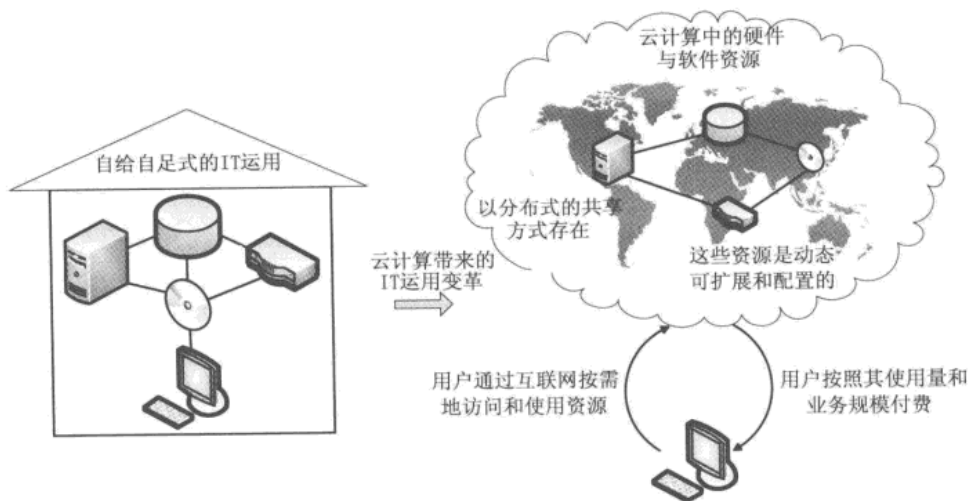 自给自足式的IT运用
云计算带来的
IT运用变革
云计算中的硬件
与软件资源
以分布式的共享
方式存在
这些资源是动态
可扩展和配置的
用户通过互联网按需
地访问和使用资源
用户按照其使用量和
业务规模付费